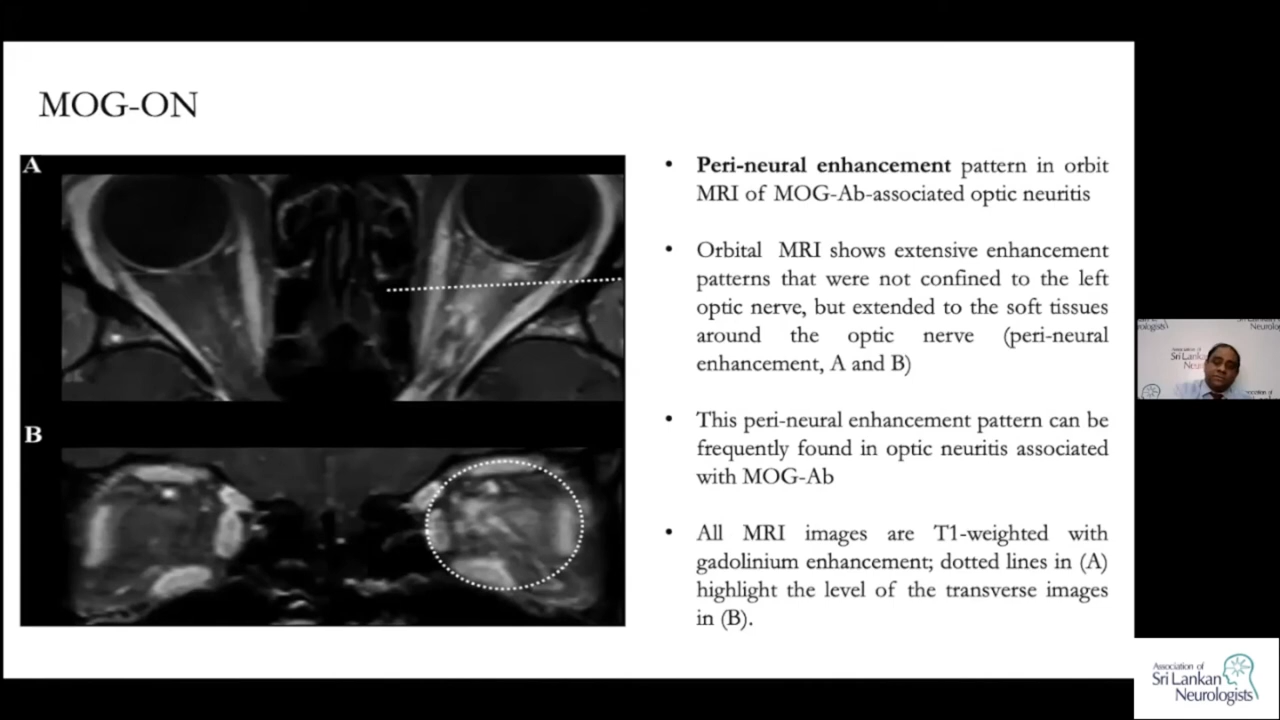 MOG-ON
A
B
• Peri-neural enhancement pattern in orbit
MRI of MOG-Ab-associated optic neuritis
• Orbital MRI shows extensive enhancement
patterns that were not confined to the left
optic nerve, but extended to the soft tissues
around the optic nerve (peri-neural
enhancement, A and B)
• This peri-neural enhancement pattern can be
frequently found in optic neuritis associated
with MOG-Ab
• All MRI images are T1-weighted with
gadolinium enhancement; dotted lines in (A)
highlight the level of the transverse images
in (B).
Association of
Sri Lankan
Neurologists